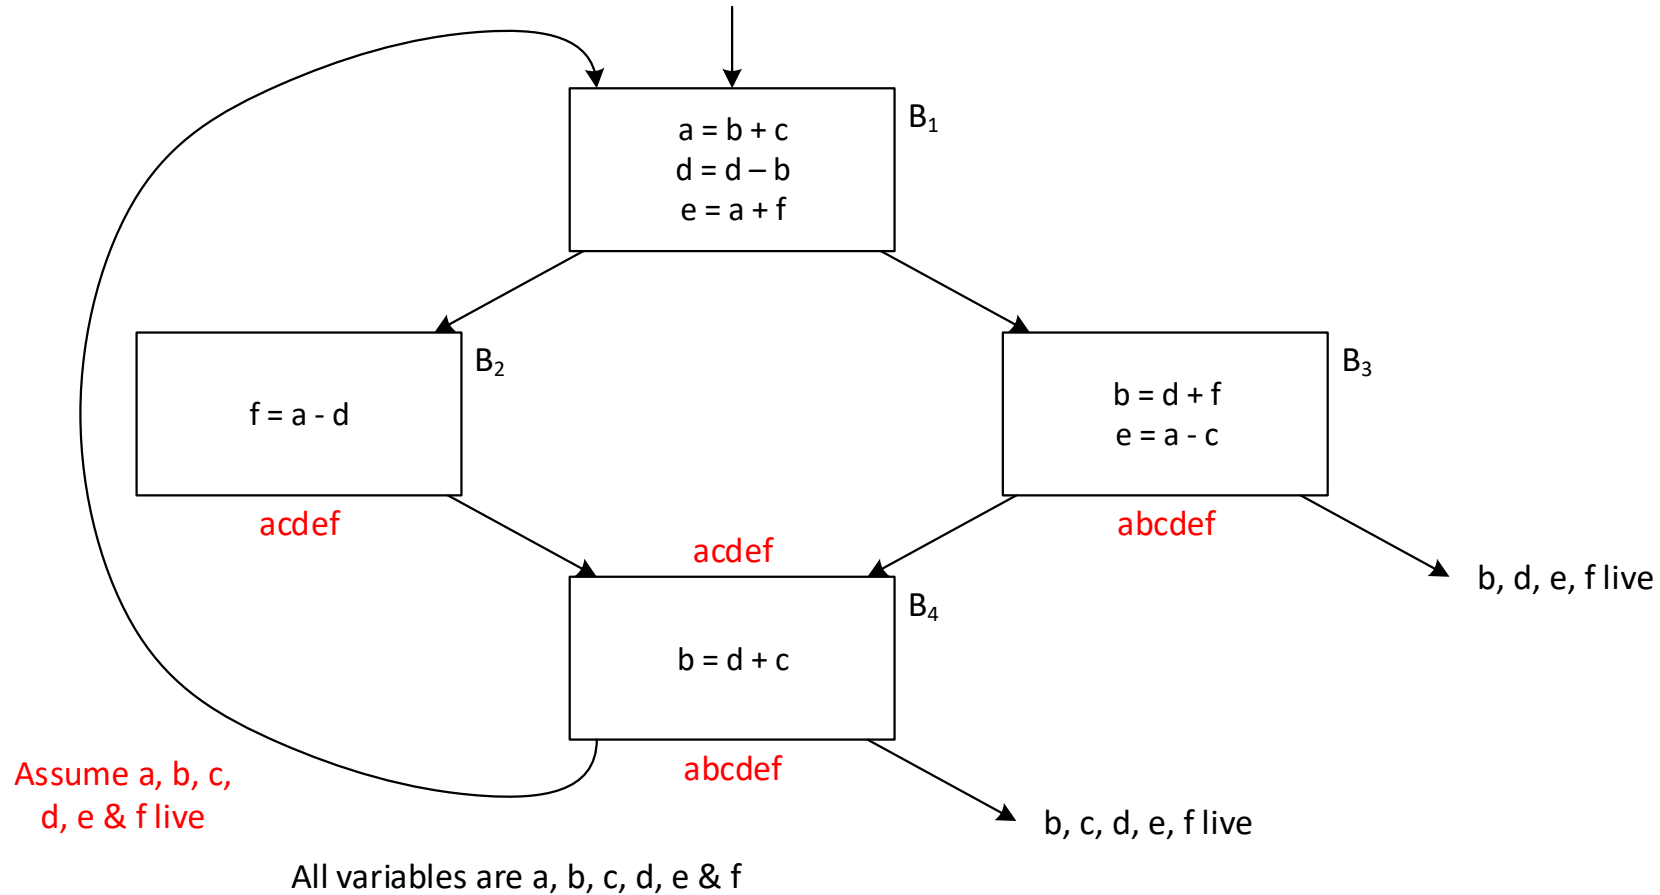 a = b + c
d = d – b
e = a + f
B₁
f = a - d
B₂
b = d + f
e = a - c
B₃
acdef
acdef
abcdef
b, d, e, f live
b = d + c
B₄
Assume a, b, c,
d, e & f live
abcdef
b, c, d, e, f live
All variables are a, b, c, d, e & f